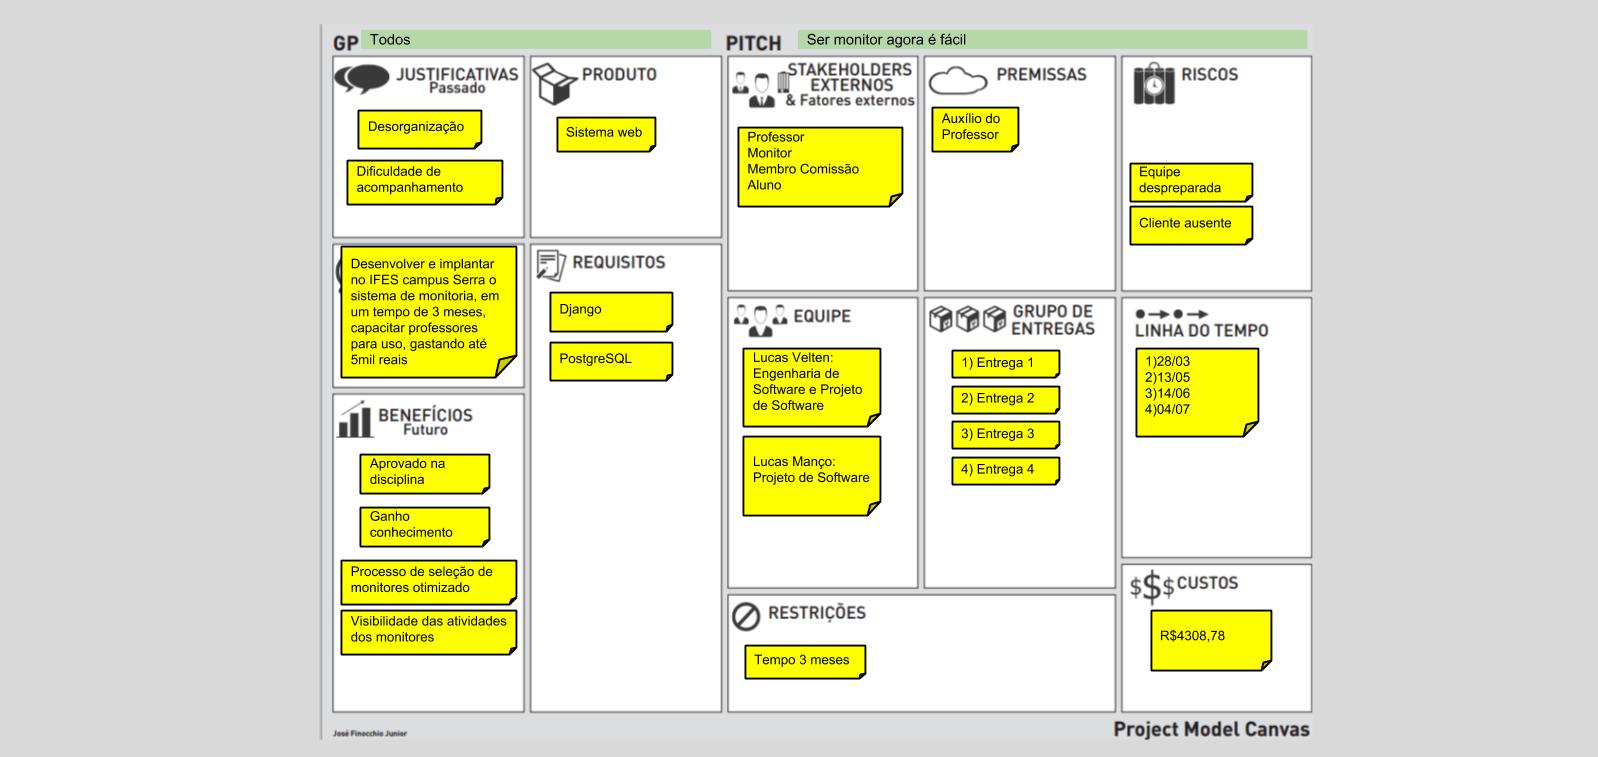 GP Todos
PITCH Ser monitor agora é fácil
JUSTIFICATIVAS
Passado
Desorganização
Dificuldade de
acompanhamento
Desenvolver e implantar
no IFES campus Serra o
sistema de monitoria, em
um tempo de 3 meses,
capacitar professores
para uso, gastando até
5mil reais
BENEFÍCIOS
Futuro
Aprovado na
disciplina
Ganho
conhecimento
Processo de seleção de
monitores otimizado
Visibilidade das atividades
dos monitores
PRODUTO
Sistema web
REQUISITOS
Django
PostgreSQL
STAKEHOLDERS
EXTERNOS
& Fatores externos
Professor
Monitor
Membro Comissão
Aluno
EQUIPE
Lucas Velten:
Engenharia de
Software e Projeto
de Software
Lucas Manço:
Projeto de Software
PREMISSAS
Auxílio do
Professor
GRUPO DE
ENTREGAS
1) Entrega 1
2) Entrega 2
3) Entrega 3
4) Entrega 4
RESTRIÇÕES
Tempo 3 meses
RISCOS
Equipe
despreparada
Cliente ausente
LINHA DO TEMPO
1)28/03
2)13/05
3)14/06
4)04/07
$$$ CUSTOS
R$4308,78
José Finocchio Junior
Project Model Canvas